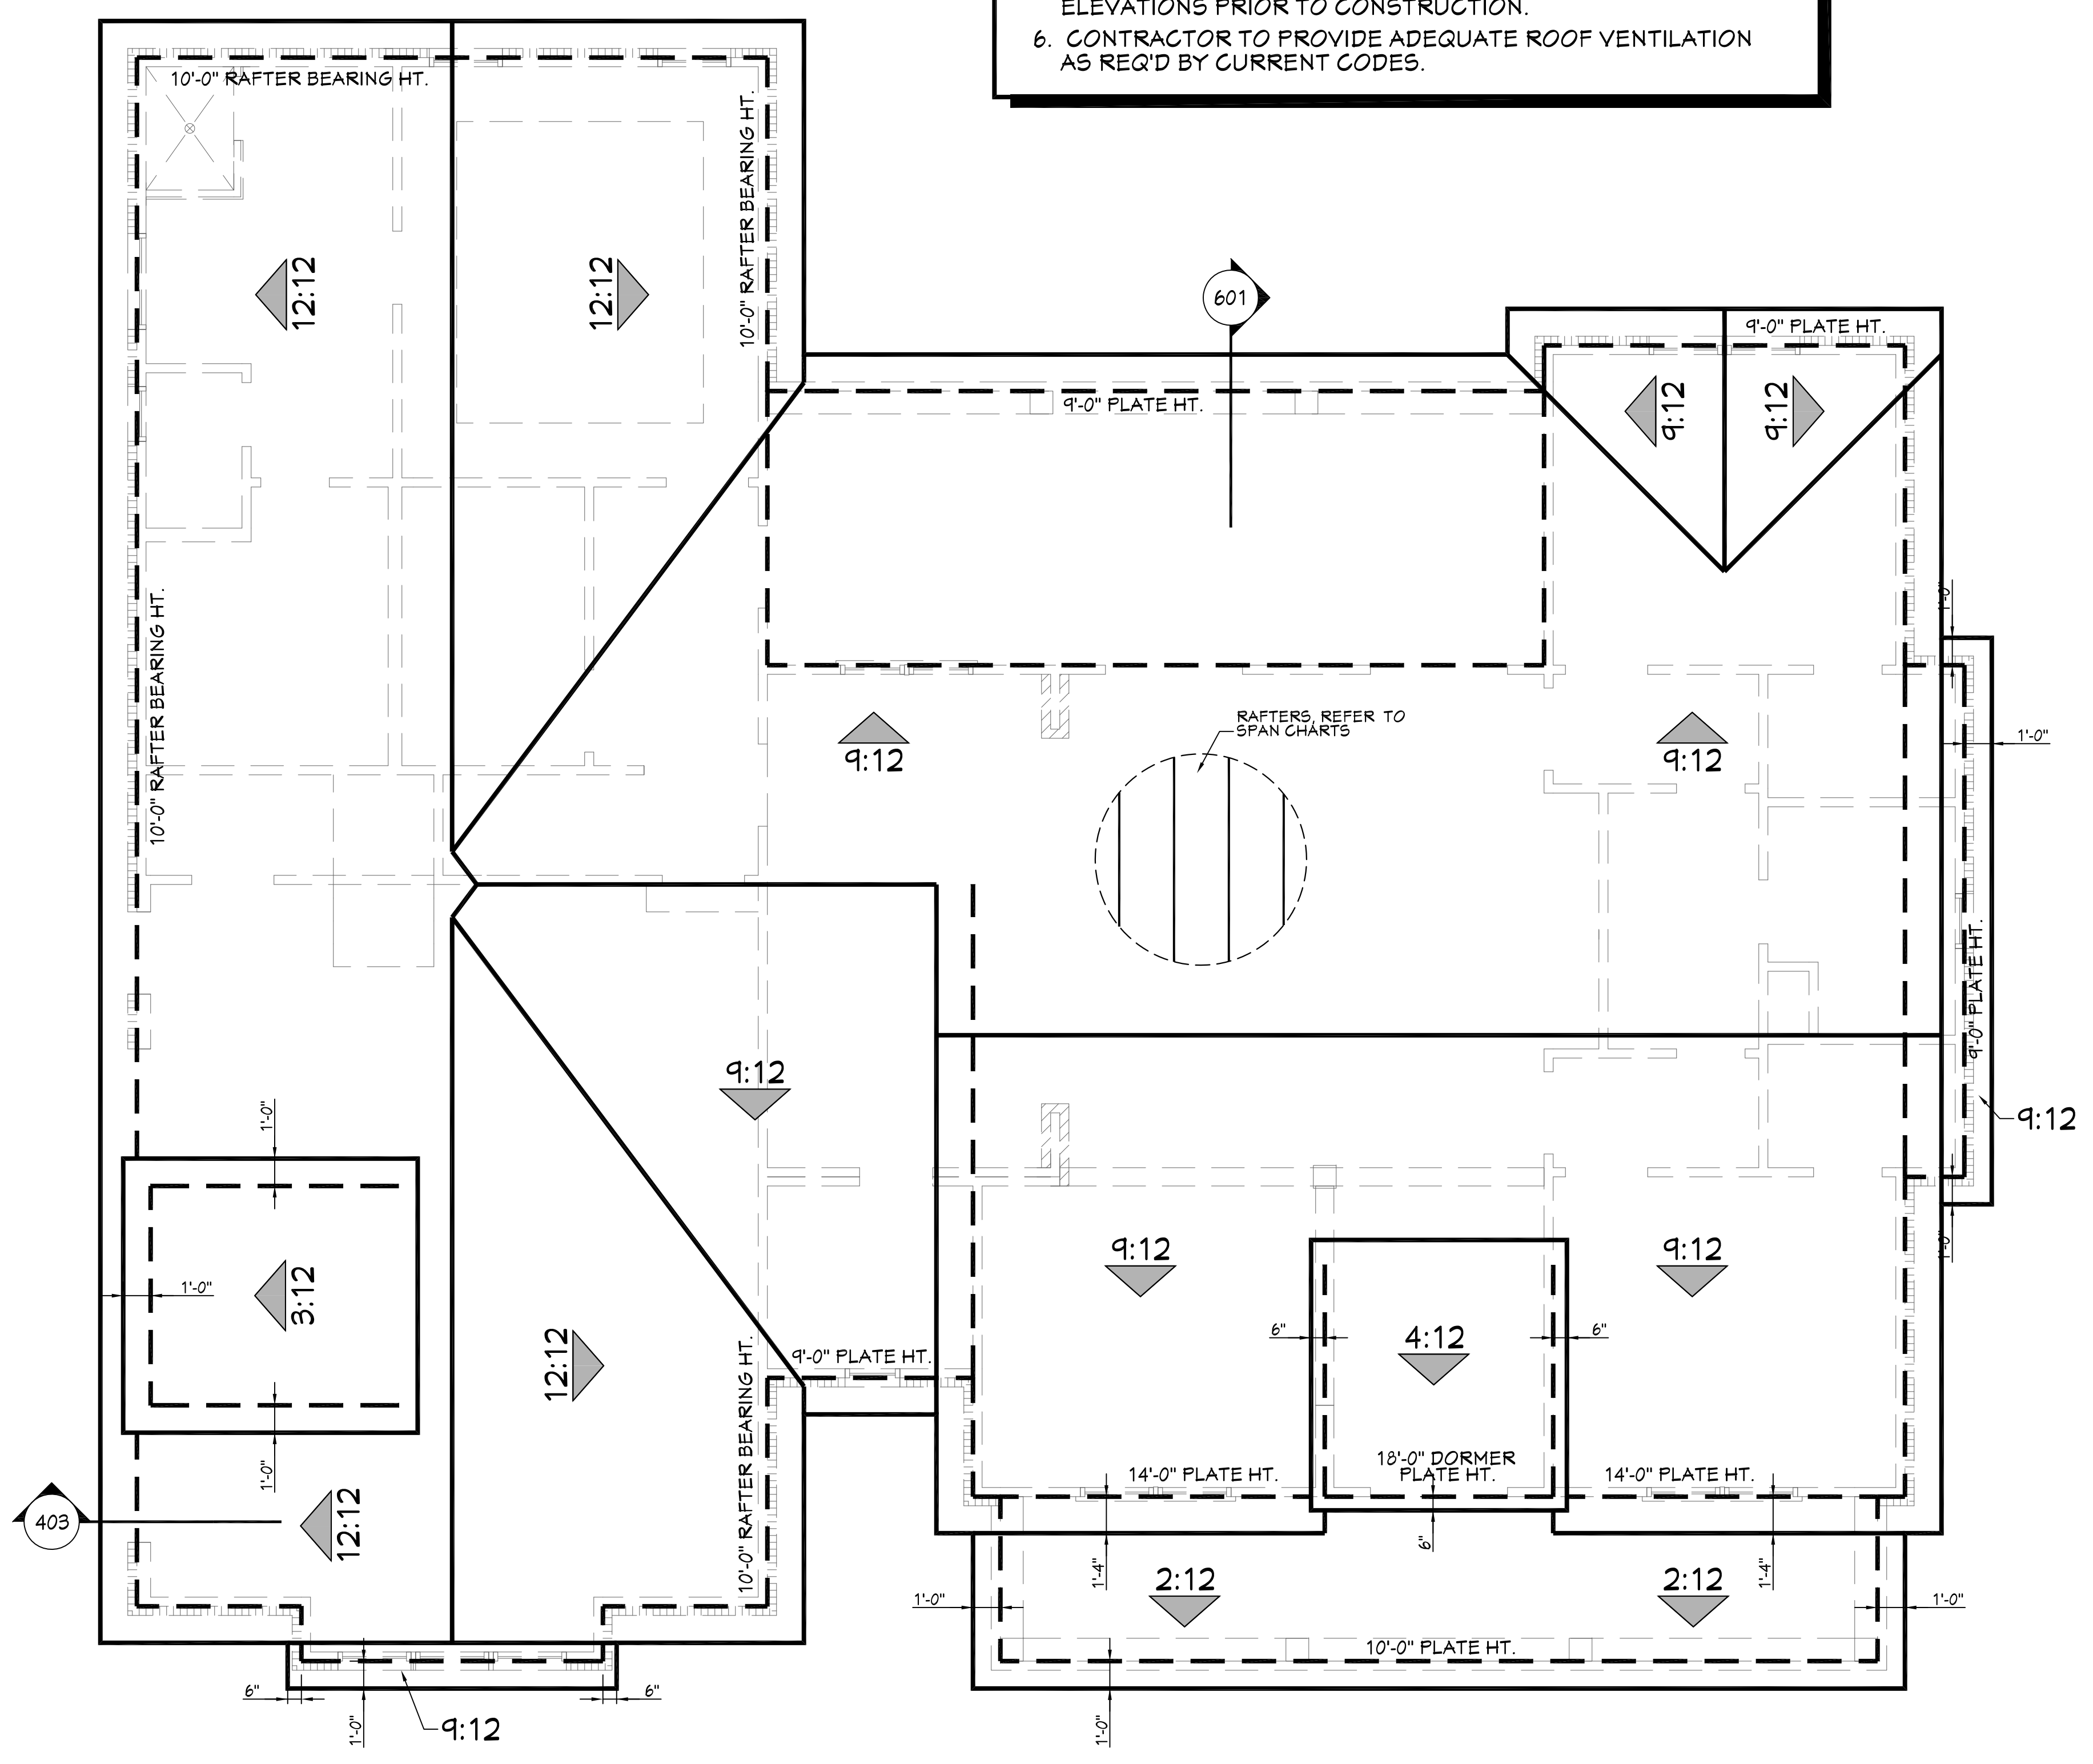 ELEVATIONS PRIOR TO CONSTRUCTION.
6. CONTRACTOR TO PROVIDE ADEQUATE ROOF VENTILATION
AS REQ'D BY CURRENT CODES.
10'-0" RAFTER BEARING HT.
10'-0" RAFTER BEARING HT.
12:12
12:12
601
9'-0" PLATE HT.
9'-0" PLATE HT.
9:12
9:12
10'-0" RAFTER BEARING HT.
1'-0"
RAFTERS, REFER TO
SPAN CHARTS
9:12
9:12
1'-0"
9'-0" PLATE HT.
9:12
1'-0"
9:12
1'-0"
3:12
1'-0"
9:12
9:12
1'-0"
6"
4:12
6"
12:12
9'-0" PLATE HT.
10'-0" RAFTER BEARING HT.
18'-0" DORMER
PLATE HT.
14'-0" PLATE HT.
14'-0" PLATE HT.
403
12:12
6"
1'-4"
1'-4"
2:12
2:12
1'-0"
1'-0"
10'-0" PLATE HT.
6"
6"
1'-0"
9:12
1'-0"